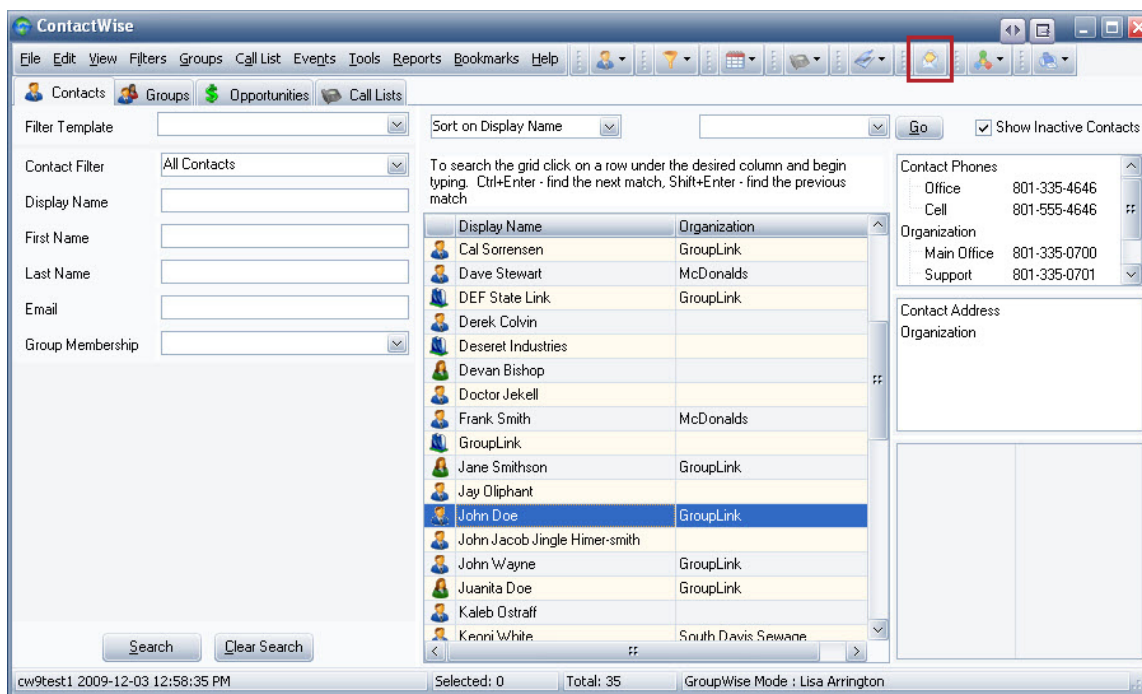 ContactWise
File Edit View Filters Groups Call List Events Tools Reports Bookmarks Help
Contacts Groups Opportunities Call Lists
Filter Template
Sort on Display Name
Go
Show Inactive Contacts
Contact Filter
All Contacts
Display Name
First Name
Last Name
Email
Group Membership
Search
Clear Search
To search the grid click on a row under the desired column and begin
typing. Ctrl+Enter - find the next match, Shift+Enter - find the previous
match
Display Name Organization
Cal Sorrensen GroupLink
Dave Stewart McDonalds
DEF State Link GroupLink
Derek Colvin
Deseret Industries
Devan Bishop
Doctor Jekell
Frank Smith McDonalds
GroupLink
Jane Smithson GroupLink
Jay Oliphant
John Doe GroupLink
John Jacob Jingle Himer-smith
John Wayne GroupLink
Juanita Doe GroupLink
Kaleb Ostraff
Keoni White South Davis Sewage
Contact Phones
Office 801-335-4646
Cell 801-555-4646
Organization
Main Office 801-335-0700
Support 801-335-0701
Contact Address
Organization
cw9test1 2009-12-03 12:58:35 PM
Selected: 0
Total: 35
GroupWise Mode : Lisa Arrington